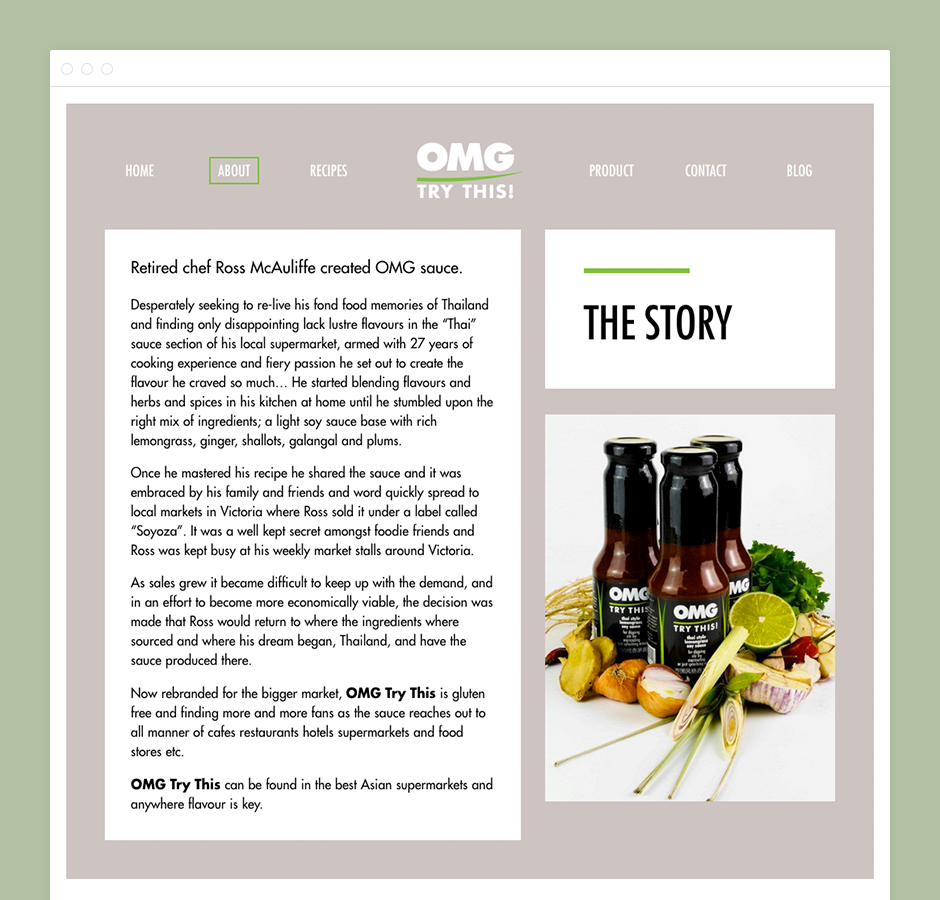 HOME
ABOUT
RECIPES
OMG
TRY THIS!
PRODUCT
CONTACT
BLOG
Retired chef Ross McAuliffe created OMG sauce.
Desperately seeking to re-live his fond food memories of Thailand
and finding only disappointing lack lustre flavours in the “Thai”
sauce section of his local supermarket, armed with 27 years of
cooking experience and fiery passion he set out to create the
flavour he craved so much... He started blending flavours and
herbs and spices in his kitchen at home until he stumbled upon the
right mix of ingredients; a light soy sauce base with rich
lemongrass, ginger, shallots, galangal and plums.
Once he mastered his recipe he shared the sauce and it was
embraced by his family and friends and word quickly spread to
local markets in Victoria where Ross sold it under a label called
“Soyoza”. It was a well kept secret amongst foodie friends and
Ross was kept busy at his weekly market stalls around Victoria.
As sales grew it became difficult to keep up with the demand, and
in an effort to become more economically viable, the decision was
made that Ross would return to where the ingredients where
sourced and where his dream began, Thailand, and have the
sauce produced there.
Now rebranded for the bigger market, OMG Try This is gluten
free and finding more and more fans as the sauce reaches out to
all manner of cafes restaurants hotels supermarkets and food
stores etc.
OMG Try This can be found in the best Asian supermarkets and
anywhere flavour is key.
THE STORY
OMG
TRY THIS
OMG
TRY THIS!
thai style
lemongrass
soy sauce
OMG
THIS!